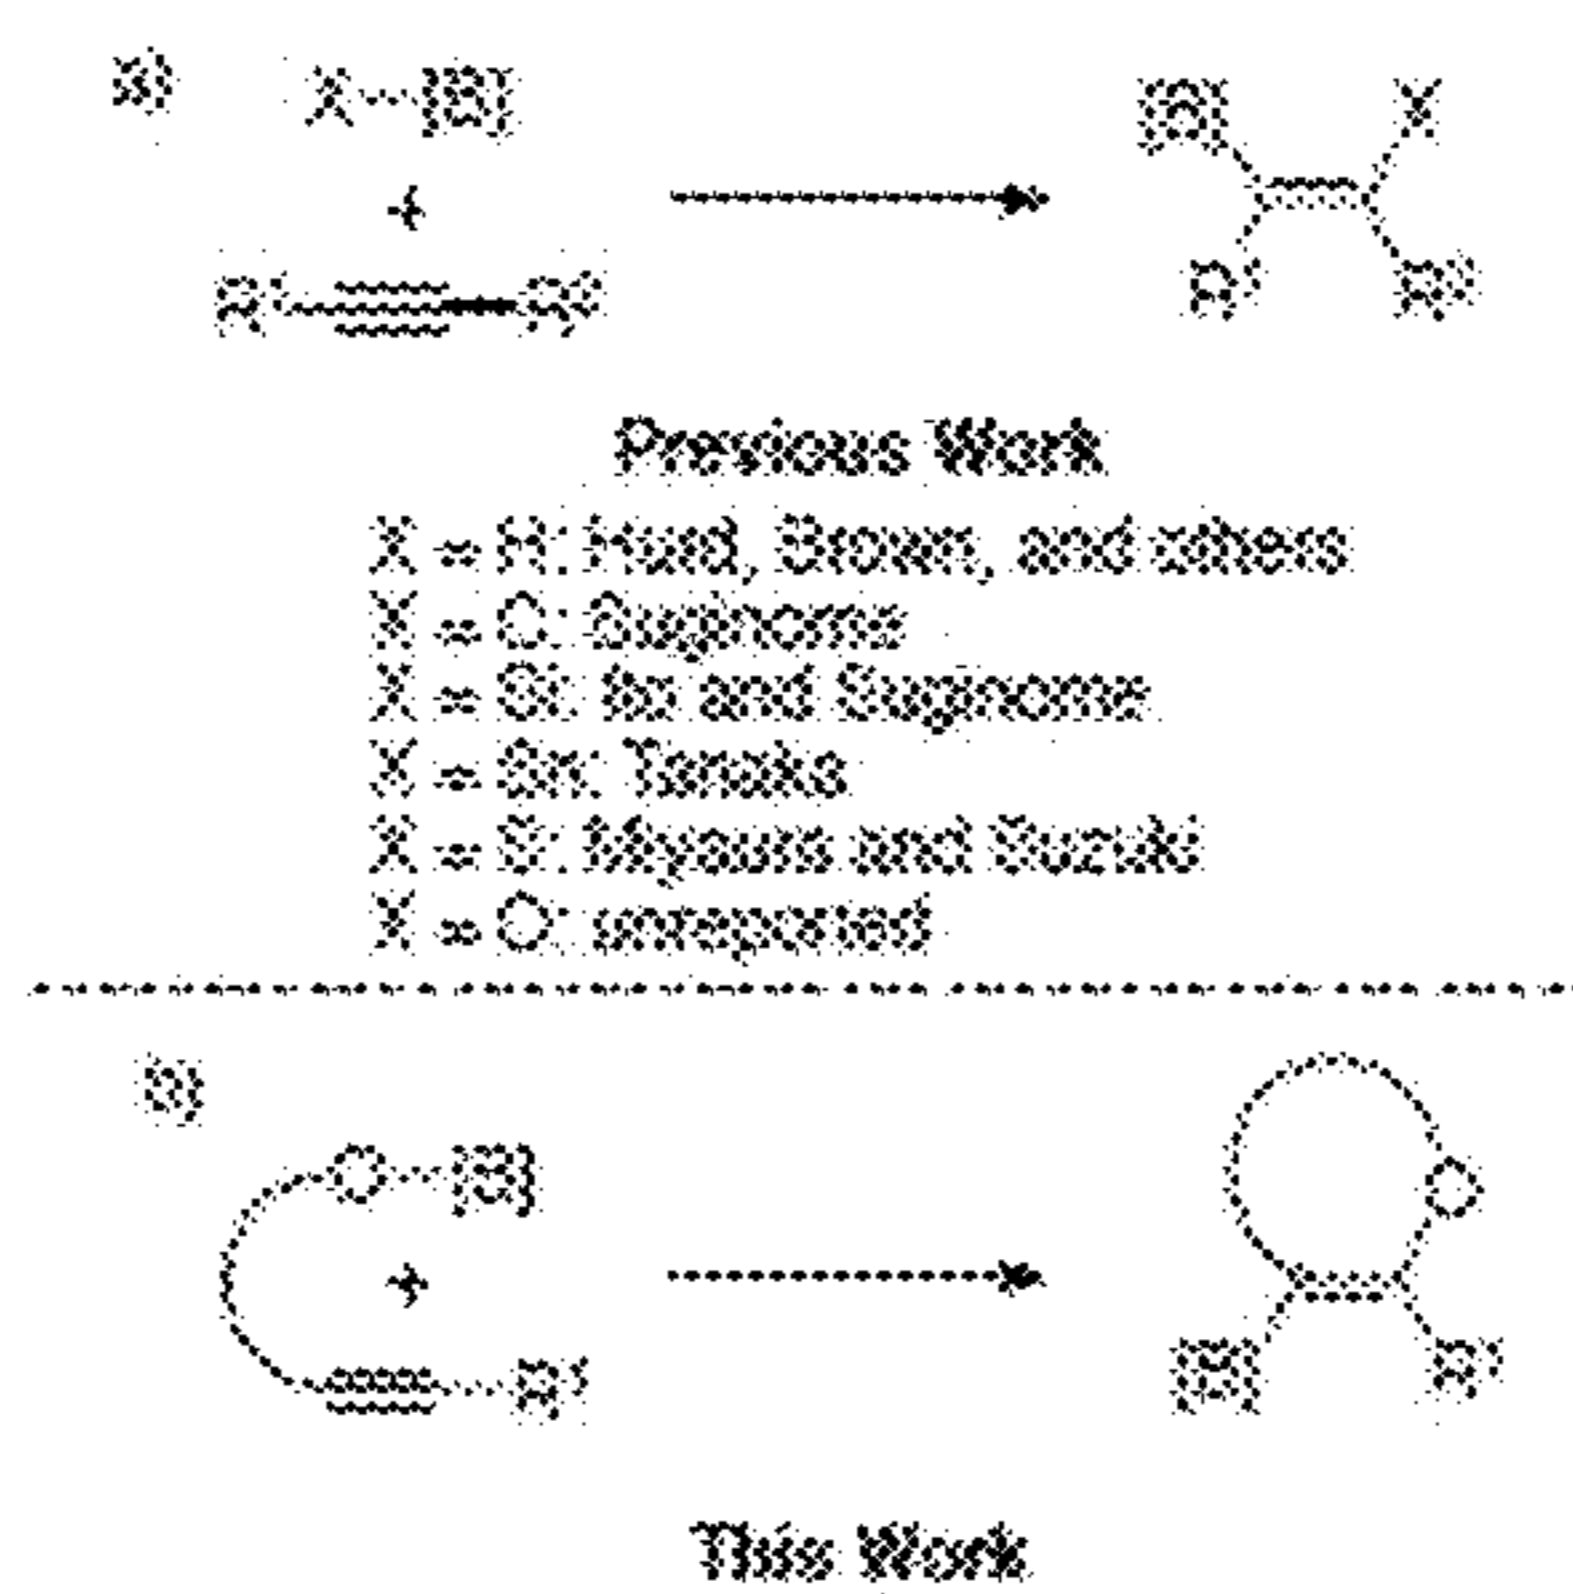 a) X [B] [B] X
+
R¹ R² R¹ R²
Previous Work
X = H: Hurd, Brown, and others
X = C: Suginome
X = Si: Ito and Suginome
X = Sn: Tanaka
X = S: Miyaura and Suzuki
X = O: unreported
b)
O [B] O
+
R¹ [B] R¹
This Work